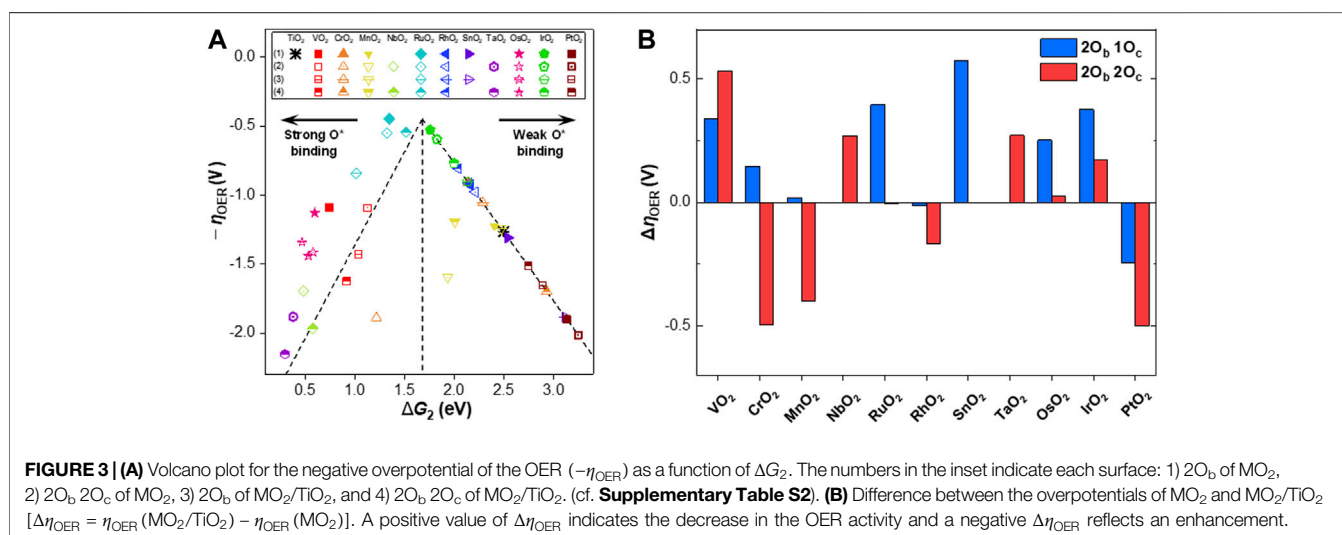 A
TiO₂ VO₂ CrO₂ MnO₂ NbO₂ RuO₂ RhO₂ SnO₂ TaO₂ OsO₂ IrO₂ PtO₂
(1)
(2)
(3)
(4)
Strong O* binding
Weak O* binding
0.0
-0.5
-1.0
-1.5
-2.0
− ηOER (V)
0.5 1.0 1.5 2.0 2.5 3.0
ΔG₂ (eV)
B
2Ob 1Oc
2Ob 2Oc
0.5
0.0
-0.5
ΔηOER (V)
VO₂ CrO₂ MnO₂ NbO₂ RuO₂ RhO₂ SnO₂ TaO₂ OsO₂ IrO₂ PtO₂
FIGURE 3 | (A) Volcano plot for the negative overpotential of the OER (−ηOER) as a function of ΔG₂. The numbers in the inset indicate each surface: 1) 2Ob of MO₂,
2) 2Ob 2Oc of MO₂, 3) 2Ob of MO₂/TiO₂, and 4) 2Ob 2Oc of MO₂/TiO₂. (cf. Supplementary Table S2). (B) Difference between the overpotentials of MO₂ and MO₂/TiO₂
[ΔηOER = ηOER (MO₂/TiO₂) − ηOER (MO₂)]. A positive value of ΔηOER indicates the decrease in the OER activity and a negative ΔηOER reflects an enhancement.